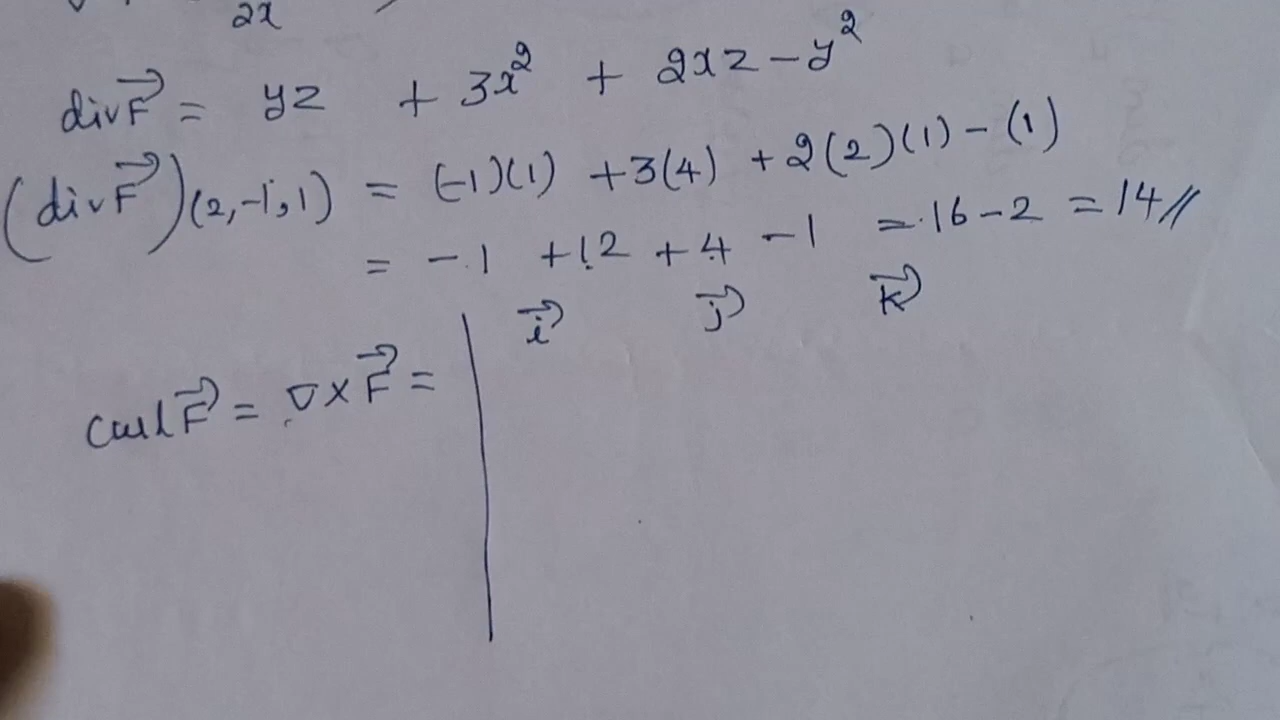 2x
div F⃗ = yz + 3x² + 2xz - y²
(div F⃗)(2,-1,1) = (-1)(1) + 3(4) + 2(2)(1) - (1)
= -1 + 12 + 4 - 1 = 16 - 2 = 14 //
i⃗ j⃗ k⃗
curl F⃗ = ∇ × F⃗ = |